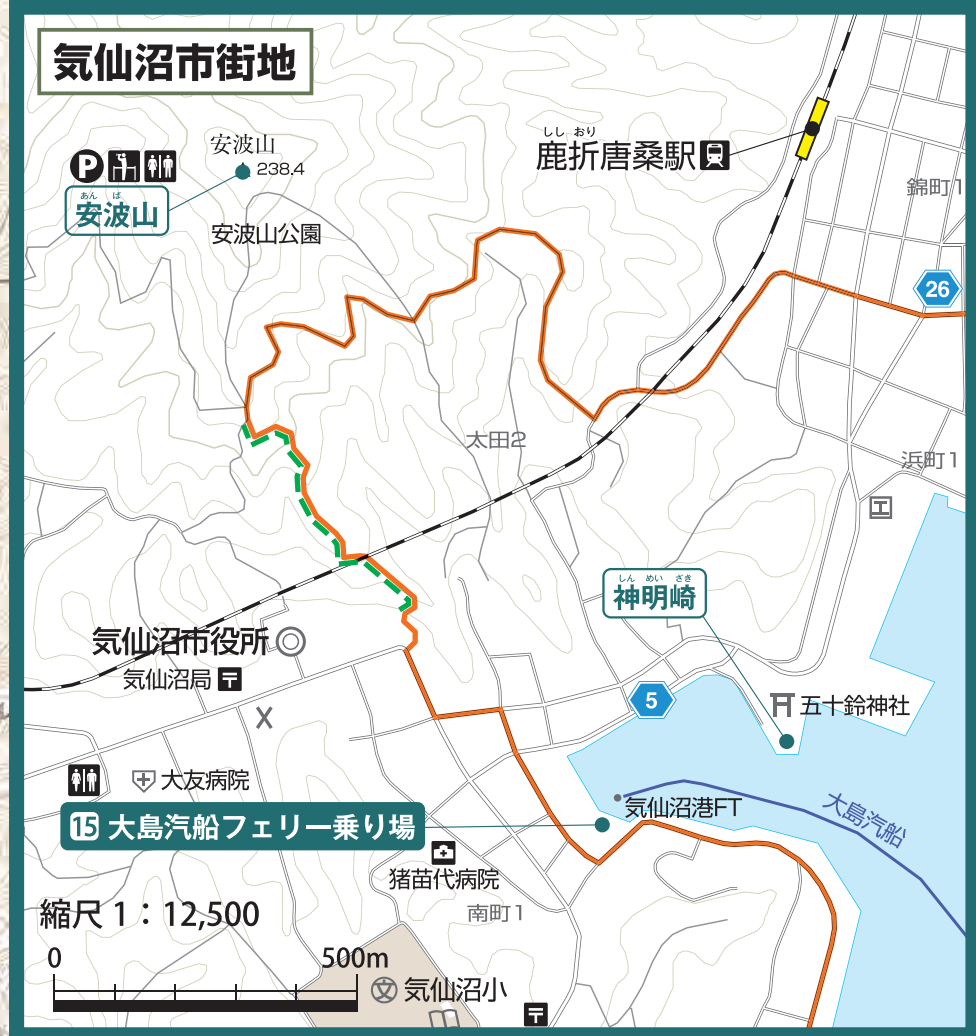 気仙沼市街地
安波山
238.4
P
あんば
安波山
安波山公園
ししおり
鹿折唐桑駅
錦町1
26
太田2
浜町1
しんめいざき
神明崎
気仙沼市役所
気仙沼局
5
五十鈴神社
大友病院
15 大島汽船フェリー乗り場
気仙沼港FT
大島汽船
猪苗代病院
南町1
縮尺 1：12,500
0 500m
文 気仙沼小